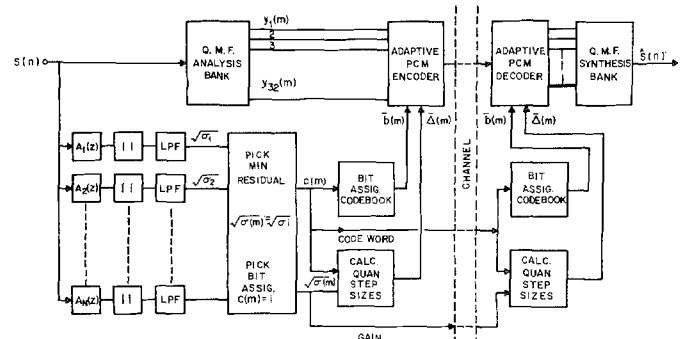 S(n)
Q. M. F.
ANALYSIS
BANK
y₁(m)
2
3
y₃₂(m)
ADAPTIVE
PCM
ENCODER
b̄(m)
Δ̄(m)
CHANNEL
ADAPTIVE
PCM
DECODER
b̄(m)
Δ̄(m)
Q. M. F.
SYNTHESIS
BANK
Ŝ(n)
A₁(z)
| |
LPF
√σ₁
A₂(z)
| |
LPF
√σ₂
A_N(z)
| |
LPF
PICK
MIN
RESIDUAL
√σ(m)=√σi
PICK
BIT
ASSIG,
c(m)=i
c(m)
BIT
ASSIG.
CODEBOOK
CODE WORD
√σ(m)
CALC.
QUAN
STEP
SIZES
GAIN
BIT
ASSIG.
CODEBOOK
CALC.
QUAN
STEP
SIZES